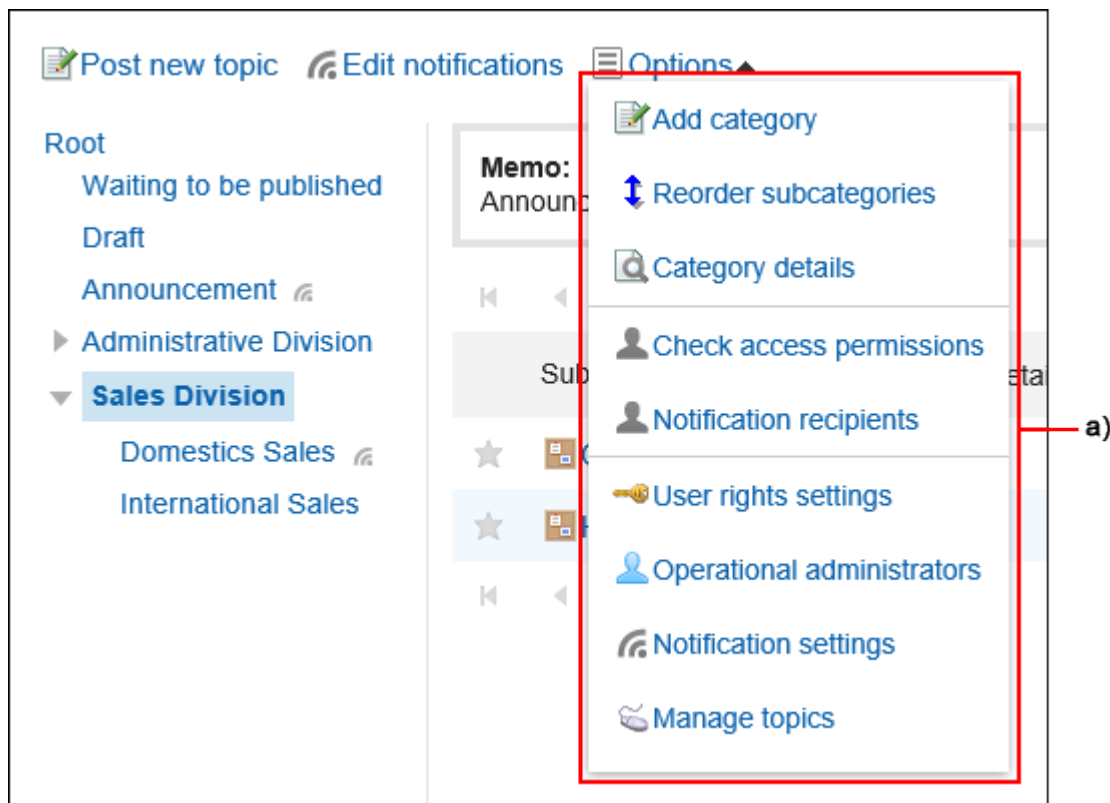 Post new topic Edit notifications Options
Root
Waiting to be published
Draft
Announcement
Administrative Division
Sales Division
Domestics Sales
International Sales
Memo:
Add category
Reorder subcategories
Category details
Check access permissions
Notification recipients
User rights settings
Operational administrators
Notification settings
Manage topics
a)